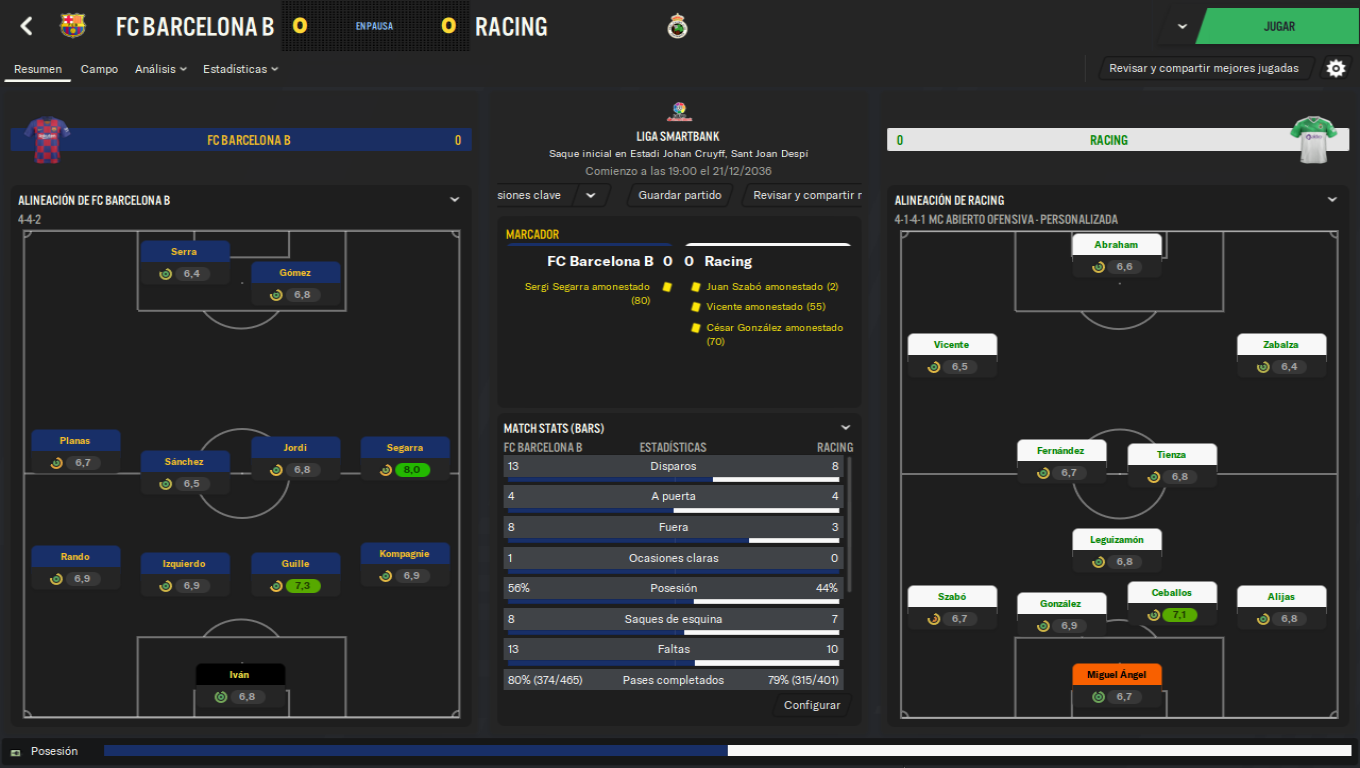 FC BARCELONA B 0 EN PAUSA 0 RACING
JUGAR
Resumen Campo Análisis Estadísticas
Revisar y compartir mejores jugadas
FC BARCELONA B 0
LIGA SMARTBANK
Saque inicial en Estadi Johan Cruyff, Sant Joan Despí
Comienzo a las 19:00 el 21/12/2036
siones clave Guardar partido Revisar y compartir r
0 RACING
ALINEACIÓN DE FC BARCELONA B
4-4-2
Serra
6,4
Gómez
6,8
Planas
6,7
Sánchez
6,5
Jordi
6,8
Segarra
8,0
Rando
6,9
Izquierdo
6,9
Guille
7,3
Kompagnie
6,9
Iván
6,8
MARCADOR
FC Barcelona B 0 0 Racing
Sergi Segarra amonestado
(80)
Juan Szabó amonestado (2)
Vicente amonestado (55)
César González amonestado
(70)
MATCH STATS (BARS)
FC BARCELONA B ESTADÍSTICAS RACING
13 Disparos 8
4 A puerta 4
8 Fuera 3
1 Ocasiones claras 0
56% Posesión 44%
8 Saques de esquina 7
13 Faltas 10
80% (374/465) Pases completados 79% (315/401)
Configurar
ALINEACIÓN DE RACING
4-1-4-1 MC ABIERTO OFENSIVA - PERSONALIZADA
Abraham
6,6
Vicente
6,5
Zabalza
6,4
Fernández
6,7
Tienza
6,8
Leguizamón
6,8
Szabó
6,7
González
6,9
Ceballos
7,1
Alijas
6,8
Miguel Ángel
6,7
Posesión